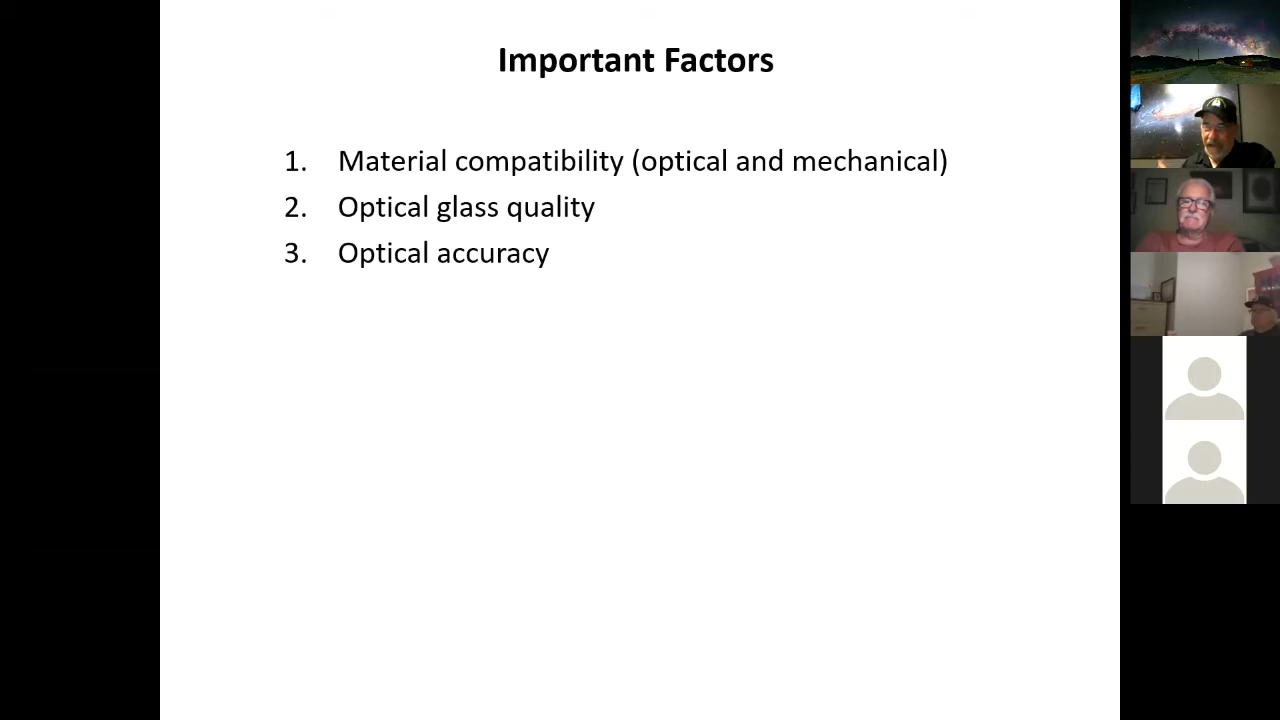 Important Factors
1. Material compatibility (optical and mechanical)
2. Optical glass quality
3. Optical accuracy